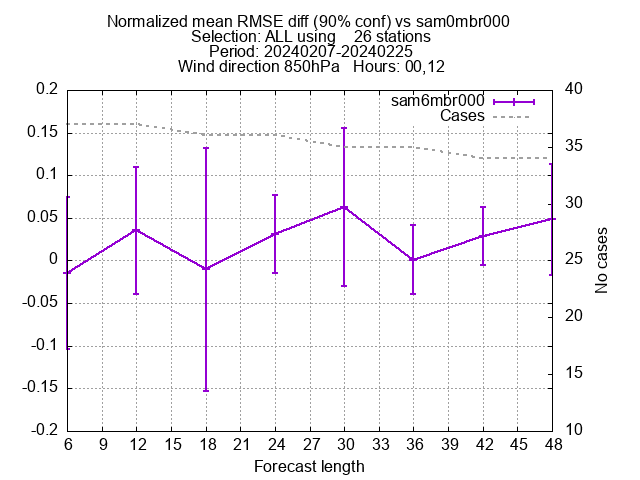 Normalized mean RMSE diff (90% conf) vs sam0mbr000
Selection: ALL using    26 stations
Period: 20240207-20240225
Wind direction 850hPa   Hours: 00,12
sam6mbr000
Cases
0.2
0.15
0.1
0.05
0
-0.05
-0.1
-0.15
-0.2
40
35
30
25
20
15
10
No cases
6 9 12 15 18 21 24 27 30 33 36 39 42 45 48
Forecast length